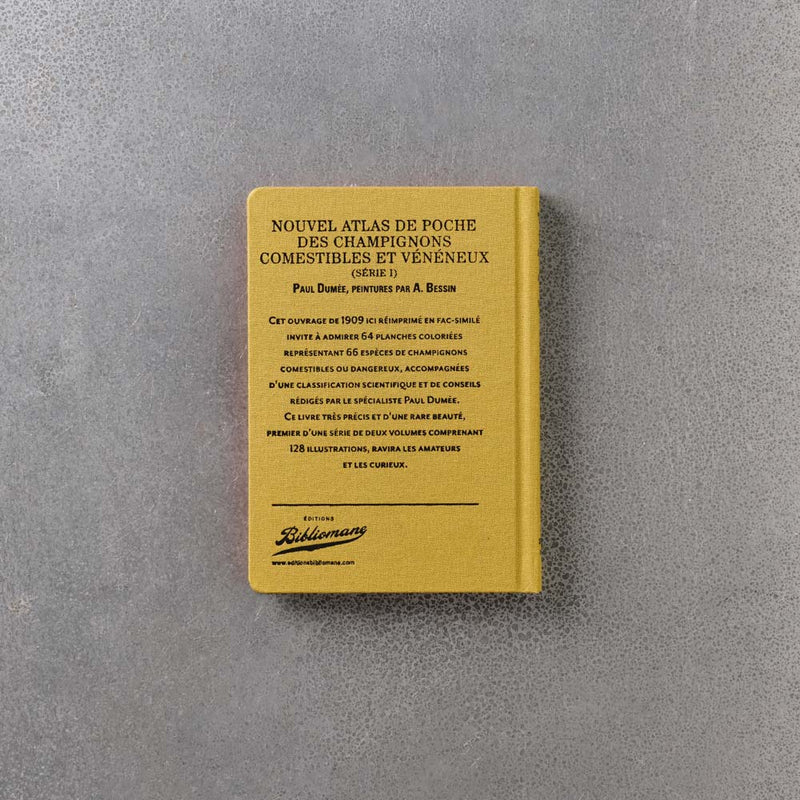 NOUVEL ATLAS DE POCHE
DES CHAMPIGNONS
COMESTIBLES ET VÉNÉNEUX
(SÉRIE I)
PAUL DUMÉE, PEINTURES PAR A. BESSIN
CET OUVRAGE DE 1909 ICI RÉIMPRIMÉ EN FAC-SIMILÉ
INVITE À ADMIRER 64 PLANCHES COLORIÉES
REPRÉSENTANT 66 ESPÈCES DE CHAMPIGNONS
COMESTIBLES OU DANGEREUX, ACCOMPAGNÉES
D'UNE CLASSIFICATION SCIENTIFIQUE ET DE CONSEILS
RÉDIGÉS PAR LE SPÉCIALISTE PAUL DUMÉE.
CE LIVRE TRÈS PRÉCIS ET D'UNE RARE BEAUTÉ,
PREMIER D'UNE SÉRIE DE DEUX VOLUMES COMPRENANT
128 ILLUSTRATIONS, RAVIRA LES AMATEURS
ET LES CURIEUX.
ÉDITIONS
Bibliomane
www.editionsbibliomane.com